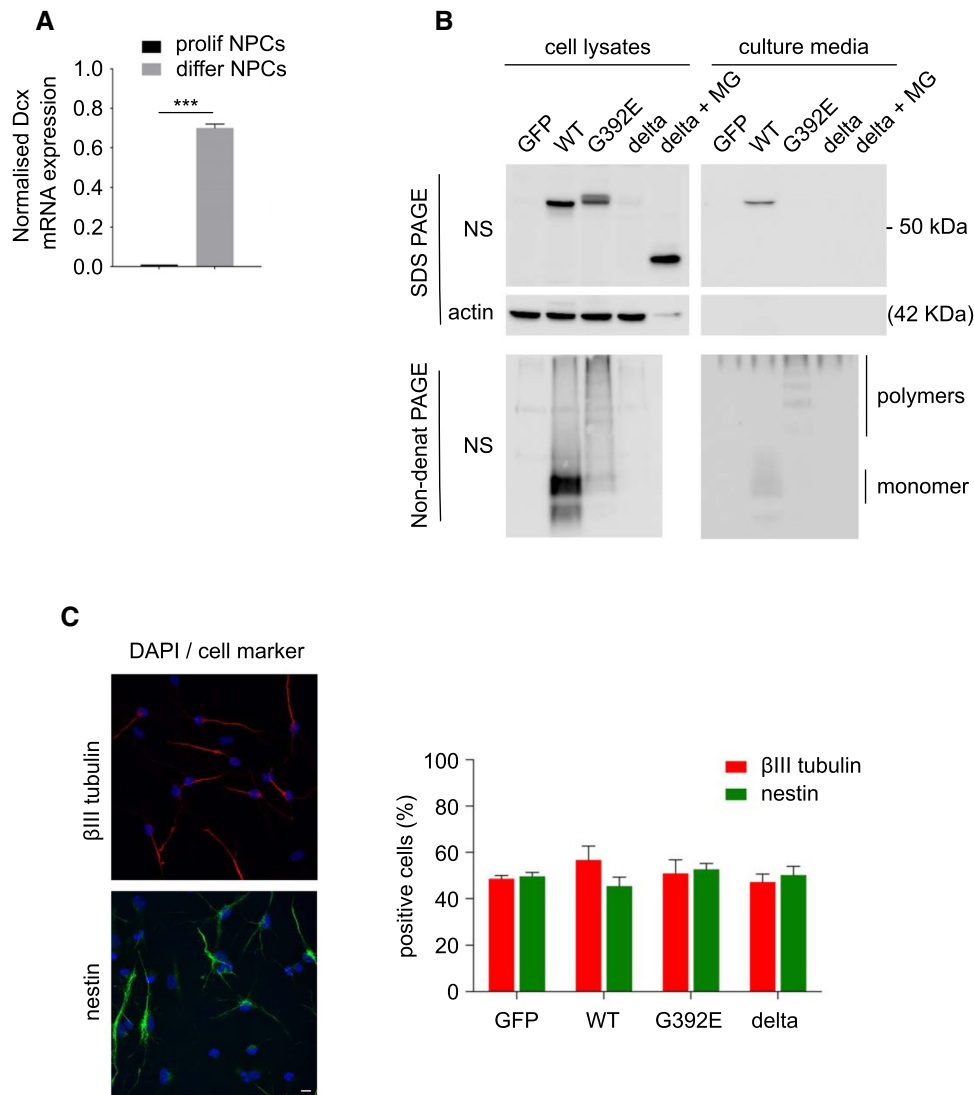 A
prolif NPCs
differ NPCs
Normalised Dcx
mRNA expression
1.0
0.8
0.6
0.4
0.2
0.0
***
B
cell lysates
culture media
GFP
WT
G392E
delta
delta + MG
GFP
WT
G392E
delta
delta + MG
SDS PAGE
NS
- 50 kDa
actin
(42 KDa)
Non-denat PAGE
NS
polymers
monomer
C
DAPI / cell marker
βIII tubulin
nestin
positive cells (%)
100
80
60
40
20
0
βIII tubulin
nestin
GFP
WT
G392E
delta